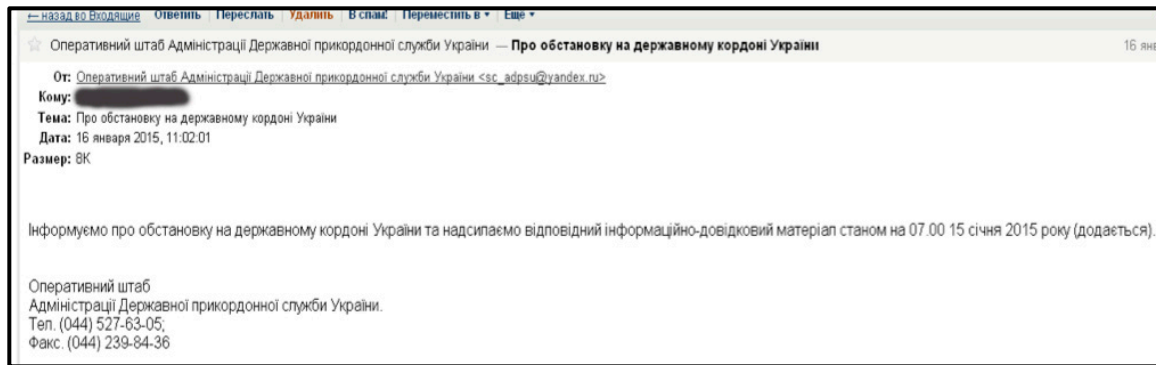 ← назад во Входящие Ответить Переслать Удалить В спам! Переместить в ▾ Еще ▾
Оперативний штаб Адміністрації Державної прикордонної служби України — Про обстановку на державному кордоні України 16 янв
От: Оперативний штаб Адміністрації Державної прикордонної служби України <sc_adpsu@yandex.ru>
Кому:
Тема: Про обстановку на державному кордоні України
Дата: 16 января 2015, 11:02:01
Размер: 8К
Інформуємо про обстановку на державному кордоні України та надсипаємо відповідний інформаційно-довідковий матеріал станом на 07.00 15 січня 2015 року (додається).
Оперативний штаб
Адміністрації Державної прикордонної служби України.
Тел. (044) 527-63-05;
Факс. (044) 239-84-36